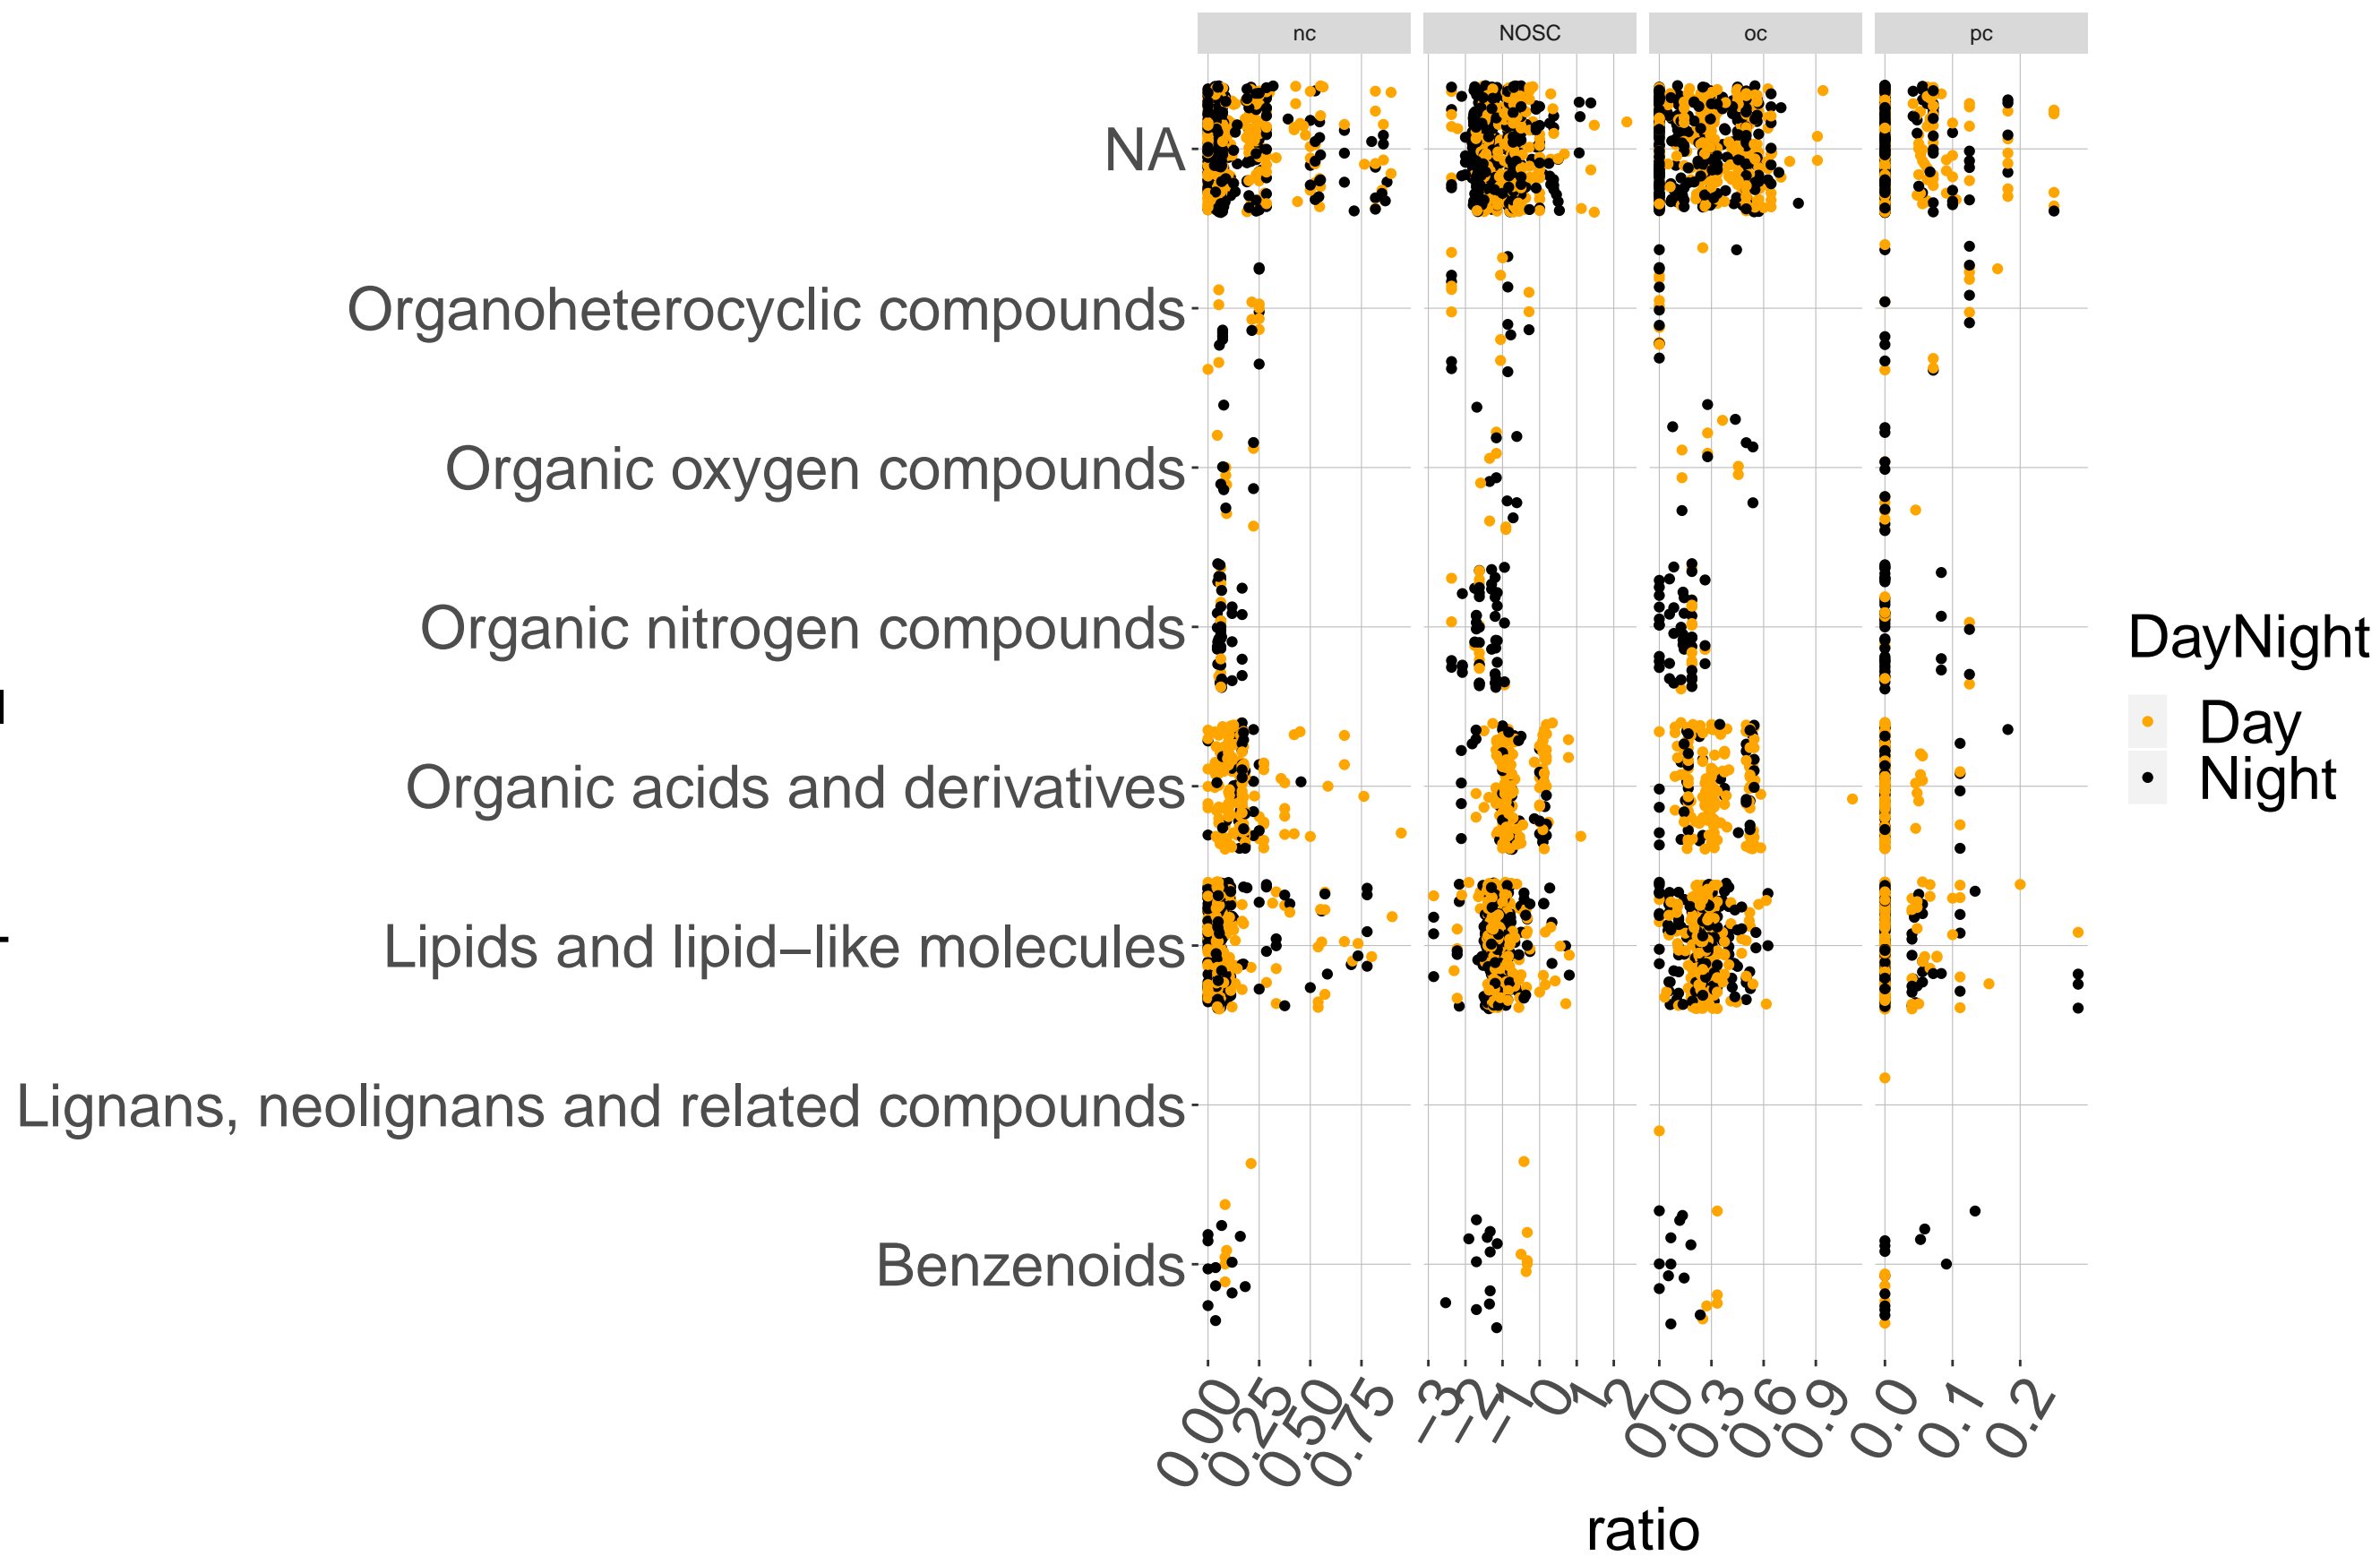 nc NOSC oc pc
NA
Organoheterocyclic compounds
Organic oxygen compounds
Organic nitrogen compounds
Organic acids and derivatives
Lipids and lipid−like molecules
Lignans, neolignans and related compounds
Benzenoids
0.00 0.25 0.50 0.75 −3 −2 −1 0 1 2 0.0 0.3 0.6 0.9 0.0 0.1 0.2
ratio
DayNight
Day
Night